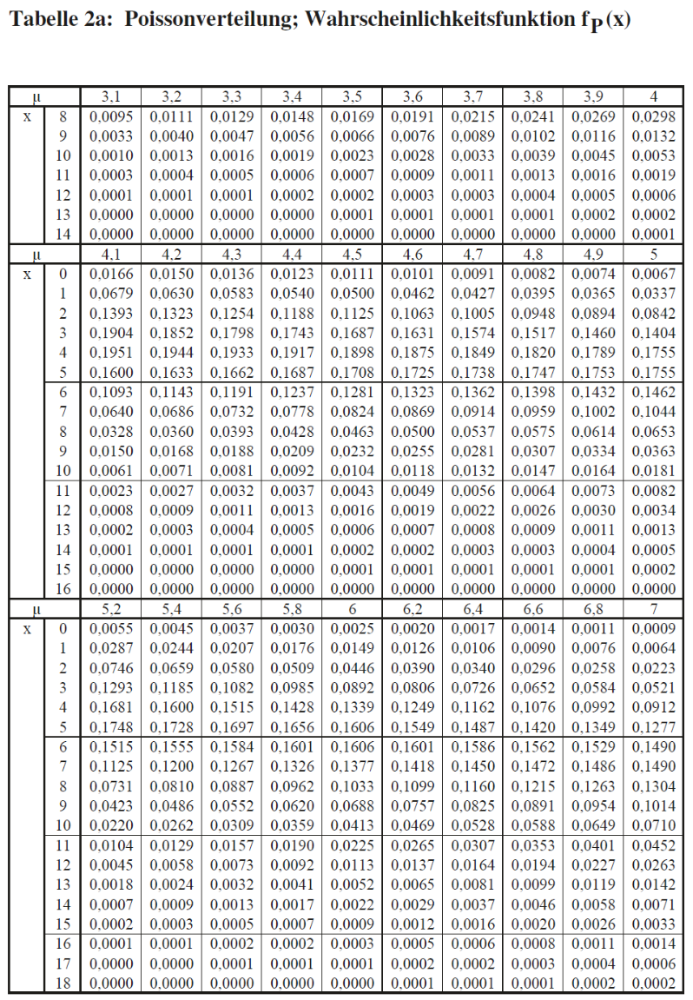 Tabelle 2a: Poissonverteilung; Wahrscheinlichkeitsfunktion fP(x)
μ 3,1 3,2 3,3 3,4 3,5 3,6 3,7 3,8 3,9 4
x 8 0,0095 0,0111 0,0129 0,0148 0,0169 0,0191 0,0215 0,0241 0,0269 0,0298
9 0,0033 0,0040 0,0047 0,0056 0,0066 0,0076 0,0089 0,0102 0,0116 0,0132
10 0,0010 0,0013 0,0016 0,0019 0,0023 0,0028 0,0033 0,0039 0,0045 0,0053
11 0,0003 0,0004 0,0005 0,0006 0,0007 0,0009 0,0011 0,0013 0,0016 0,0019
12 0,0001 0,0001 0,0001 0,0002 0,0002 0,0003 0,0003 0,0004 0,0005 0,0006
13 0,0000 0,0000 0,0000 0,0000 0,0001 0,0001 0,0001 0,0001 0,0002 0,0002
14 0,0000 0,0000 0,0000 0,0000 0,0000 0,0000 0,0000 0,0000 0,0000 0,0001
μ 4,1 4,2 4,3 4,4 4,5 4,6 4,7 4,8 4,9 5
x 0 0,0166 0,0150 0,0136 0,0123 0,0111 0,0101 0,0091 0,0082 0,0074 0,0067
1 0,0679 0,0630 0,0583 0,0540 0,0500 0,0462 0,0427 0,0395 0,0365 0,0337
2 0,1393 0,1323 0,1254 0,1188 0,1125 0,1063 0,1005 0,0948 0,0894 0,0842
3 0,1904 0,1852 0,1798 0,1743 0,1687 0,1631 0,1574 0,1517 0,1460 0,1404
4 0,1951 0,1944 0,1933 0,1917 0,1898 0,1875 0,1849 0,1820 0,1789 0,1755
5 0,1600 0,1633 0,1662 0,1687 0,1708 0,1725 0,1738 0,1747 0,1753 0,1755
6 0,1093 0,1143 0,1191 0,1237 0,1281 0,1323 0,1362 0,1398 0,1432 0,1462
7 0,0640 0,0686 0,0732 0,0778 0,0824 0,0869 0,0914 0,0959 0,1002 0,1044
8 0,0328 0,0360 0,0393 0,0428 0,0463 0,0500 0,0537 0,0575 0,0614 0,0653
9 0,0150 0,0168 0,0188 0,0209 0,0232 0,0255 0,0281 0,0307 0,0334 0,0363
10 0,0061 0,0071 0,0081 0,0092 0,0104 0,0118 0,0132 0,0147 0,0164 0,0181
11 0,0023 0,0027 0,0032 0,0037 0,0043 0,0049 0,0056 0,0064 0,0073 0,0082
12 0,0008 0,0009 0,0011 0,0013 0,0016 0,0019 0,0022 0,0026 0,0030 0,0034
13 0,0002 0,0003 0,0004 0,0005 0,0006 0,0007 0,0008 0,0009 0,0011 0,0013
14 0,0001 0,0001 0,0001 0,0001 0,0002 0,0002 0,0003 0,0003 0,0004 0,0005
15 0,0000 0,0000 0,0000 0,0000 0,0001 0,0001 0,0001 0,0001 0,0001 0,0002
16 0,0000 0,0000 0,0000 0,0000 0,0000 0,0000 0,0000 0,0000 0,0000 0,0000
μ 5,2 5,4 5,6 5,8 6 6,2 6,4 6,6 6,8 7
x 0 0,0055 0,0045 0,0037 0,0030 0,0025 0,0020 0,0017 0,0014 0,0011 0,0009
1 0,0287 0,0244 0,0207 0,0176 0,0149 0,0126 0,0106 0,0090 0,0076 0,0064
2 0,0746 0,0659 0,0580 0,0509 0,0446 0,0390 0,0340 0,0296 0,0258 0,0223
3 0,1293 0,1185 0,1082 0,0985 0,0892 0,0806 0,0726 0,0652 0,0584 0,0521
4 0,1681 0,1600 0,1515 0,1428 0,1339 0,1249 0,1162 0,1076 0,0992 0,0912
5 0,1748 0,1728 0,1697 0,1656 0,1606 0,1549 0,1487 0,1420 0,1349 0,1277
6 0,1515 0,1555 0,1584 0,1601 0,1606 0,1601 0,1586 0,1562 0,1529 0,1490
7 0,1125 0,1200 0,1267 0,1326 0,1377 0,1418 0,1450 0,1472 0,1486 0,1490
8 0,0731 0,0810 0,0887 0,0962 0,1033 0,1099 0,1160 0,1215 0,1263 0,1304
9 0,0423 0,0486 0,0552 0,0620 0,0688 0,0757 0,0825 0,0891 0,0954 0,1014
10 0,0220 0,0262 0,0309 0,0359 0,0413 0,0469 0,0528 0,0588 0,0649 0,0710
11 0,0104 0,0129 0,0157 0,0190 0,0225 0,0265 0,0307 0,0353 0,0401 0,0452
12 0,0045 0,0058 0,0073 0,0092 0,0113 0,0137 0,0164 0,0194 0,0227 0,0263
13 0,0018 0,0024 0,0032 0,0041 0,0052 0,0065 0,0081 0,0099 0,0119 0,0142
14 0,0007 0,0009 0,0013 0,0017 0,0022 0,0029 0,0037 0,0046 0,0058 0,0071
15 0,0002 0,0003 0,0005 0,0007 0,0009 0,0012 0,0016 0,0020 0,0026 0,0033
16 0,0001 0,0001 0,0002 0,0002 0,0003 0,0005 0,0006 0,0008 0,0011 0,0014
17 0,0000 0,0000 0,0001 0,0001 0,0001 0,0002 0,0002 0,0003 0,0004 0,0006
18 0,0000 0,0000 0,0000 0,0000 0,0000 0,0001 0,0001 0,0001 0,0002 0,0002